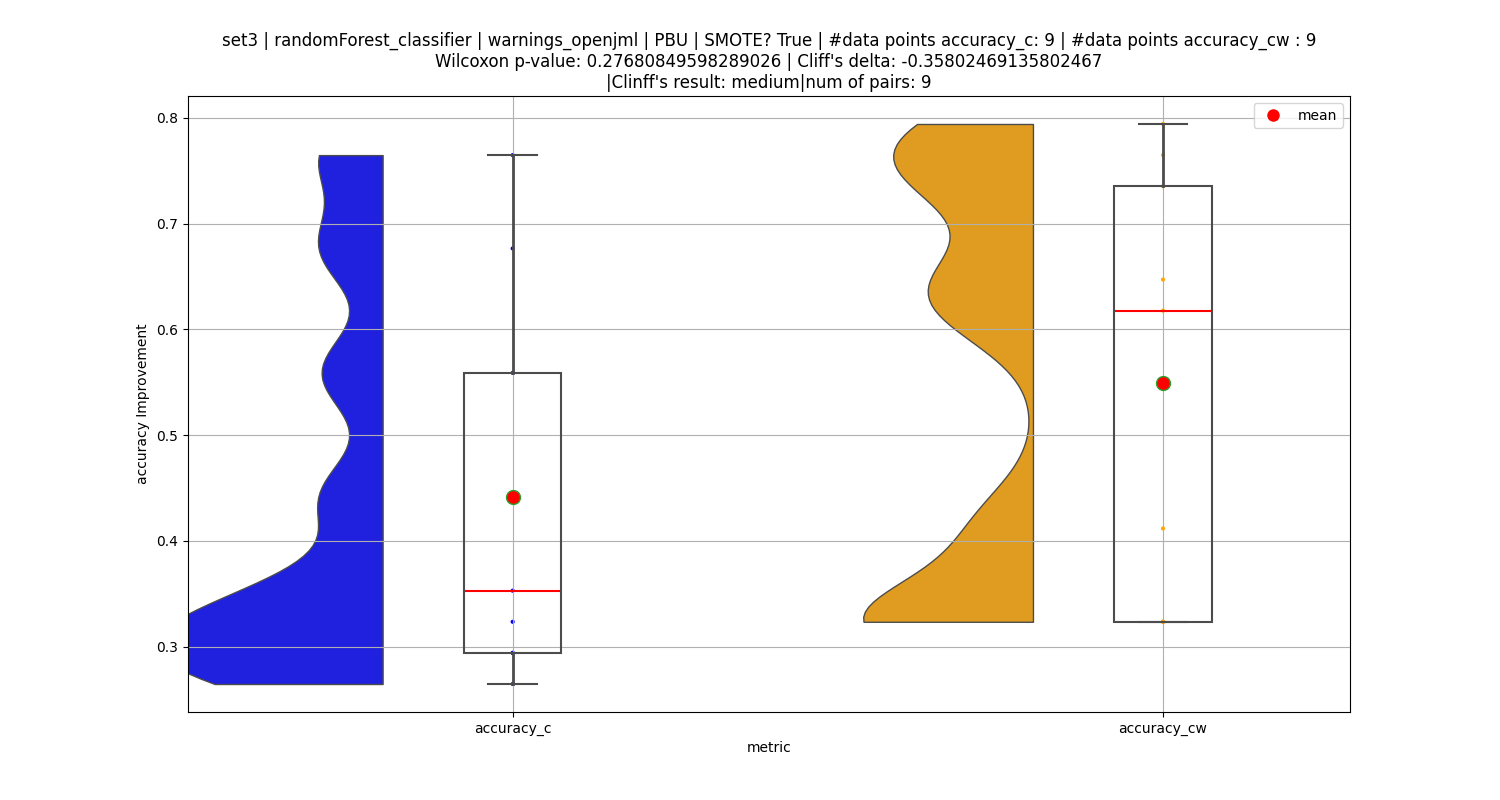 set3 | randomForest_classifier | warnings_openjml | PBU | SMOTE? True | #data points accuracy_c: 9 | #data points accuracy_cw : 9
Wilcoxon p-value: 0.27680849598289026 | Cliff's delta: -0.35802469135802467
|Clinff's result: medium|num of pairs: 9
mean
0.8
0.7
0.6
0.5
0.4
0.3
accuracy Improvement
accuracy_c
accuracy_cw
metric